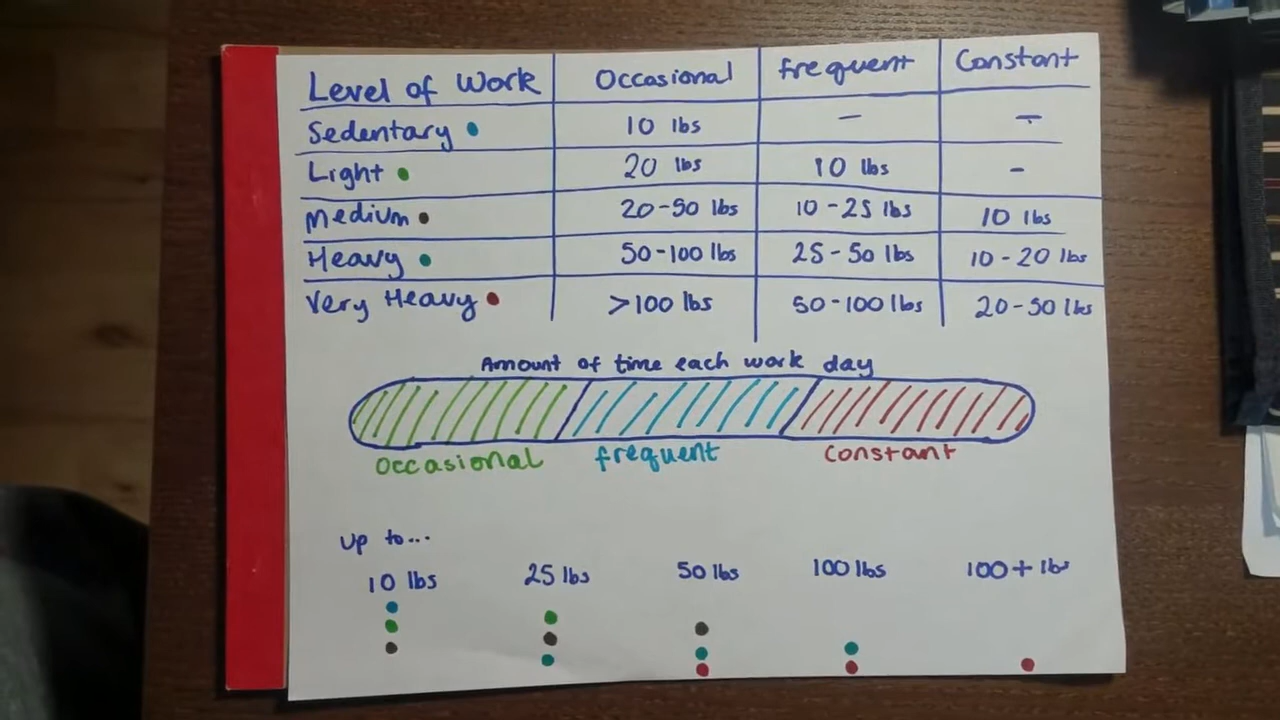 Level of Work Occasional frequent Constant
Sedentary 10 lbs — —
Light 20 lbs 10 lbs -
Medium 20-50 lbs 10-25 lbs 10 lbs
Heavy 50-100 lbs 25-50 lbs 10-20 lbs
Very Heavy >100 lbs 50-100 lbs 20-50 lbs
Amount of time each work day
Occasional frequent Constant
up to...
10 lbs 25 lbs 50 lbs 100 lbs 100+ lbs